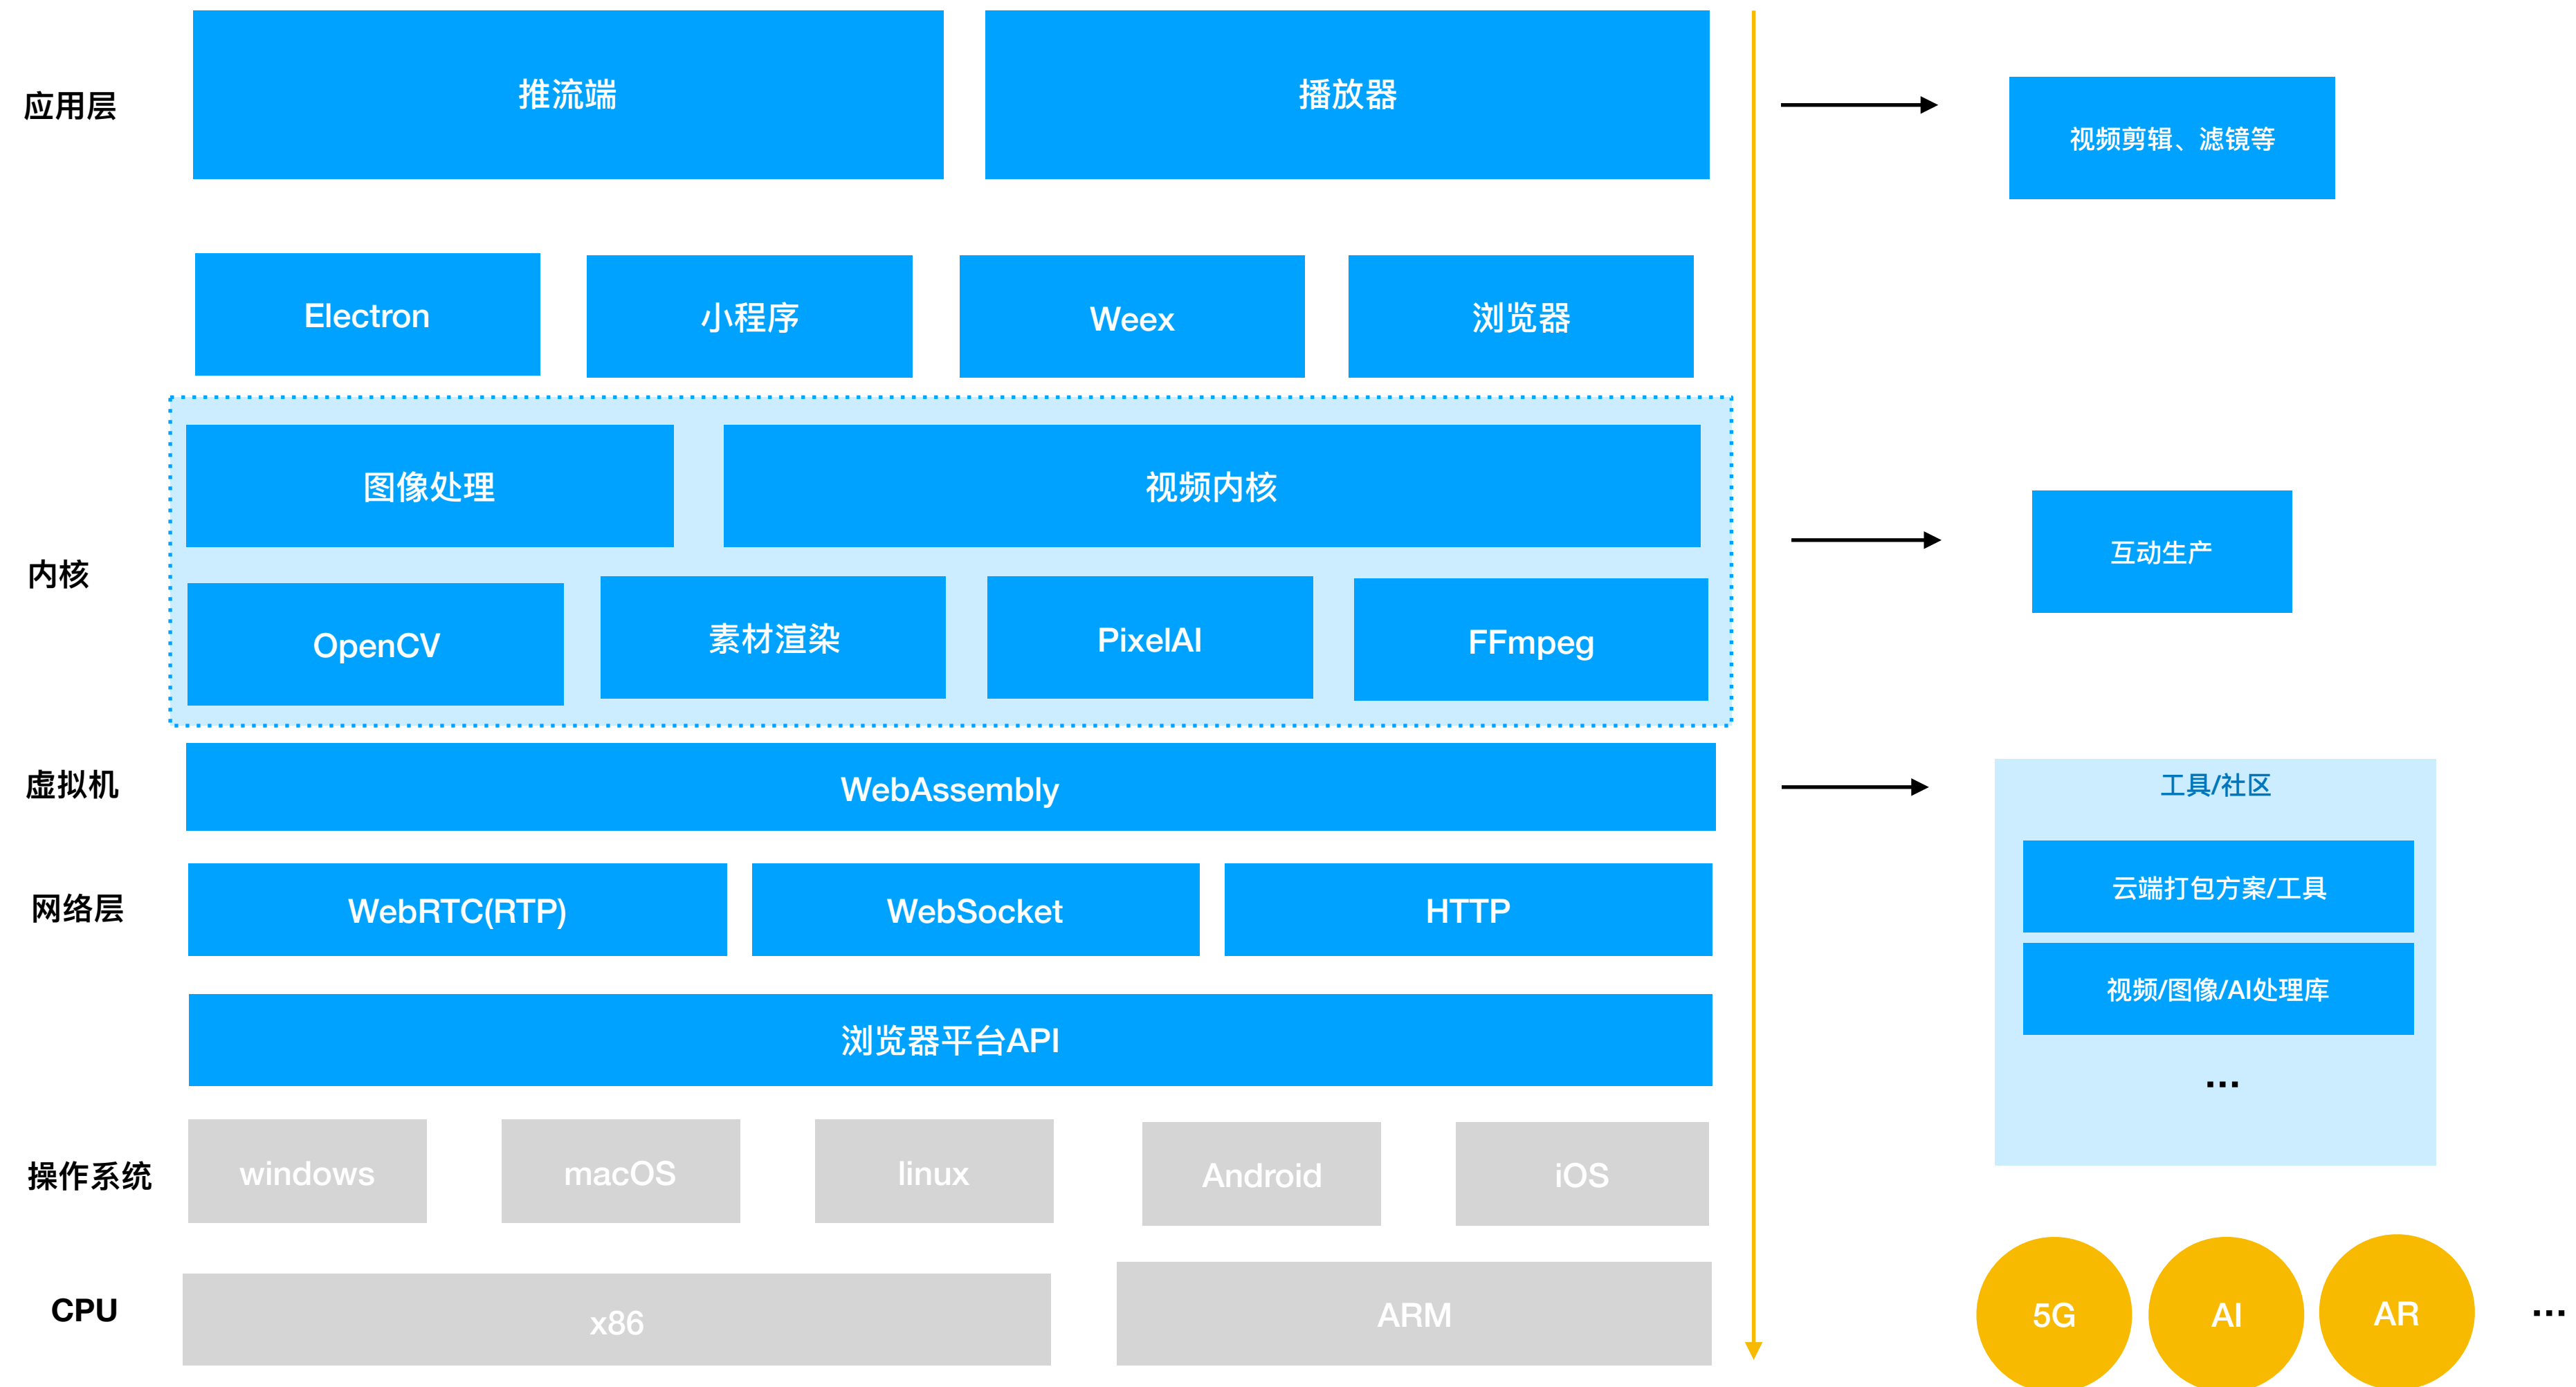 应用层
推流端
播放器
视频剪辑、滤镜等
Electron
小程序
Weex
浏览器
内核
图像处理
视频内核
OpenCV
素材渲染
PixelAI
FFmpeg
互动生产
虚拟机
WebAssembly
网络层
WebRTC(RTP)
WebSocket
HTTP
浏览器平台API
工具/社区
云端打包方案/工具
视频/图像/AI处理库
...
操作系统
windows
macOS
linux
Android
iOS
CPU
x86
ARM
5G
AI
AR
...